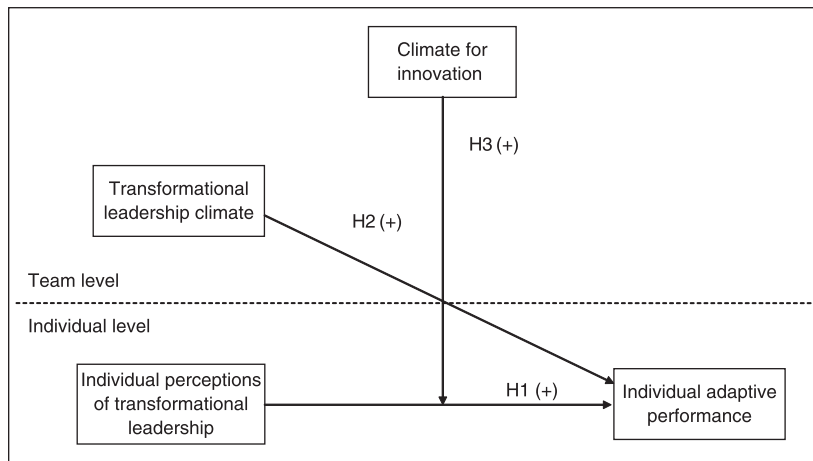 Climate for
innovation
H3 (+)
Transformational
leadership climate
H2 (+)
Team level
Individual level
Individual perceptions
of transformational
leadership
H1 (+)
Individual adaptive
performance